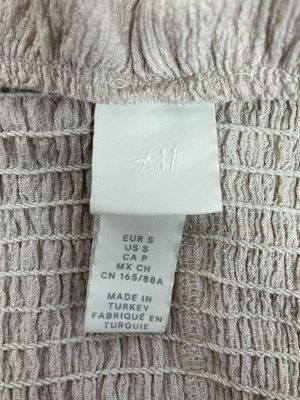 H&M
EUR S
US S
CA P
MX CH
CN 165/88A
MADE IN
TURKEY
FABRIQUÉ EN
TURQUIE